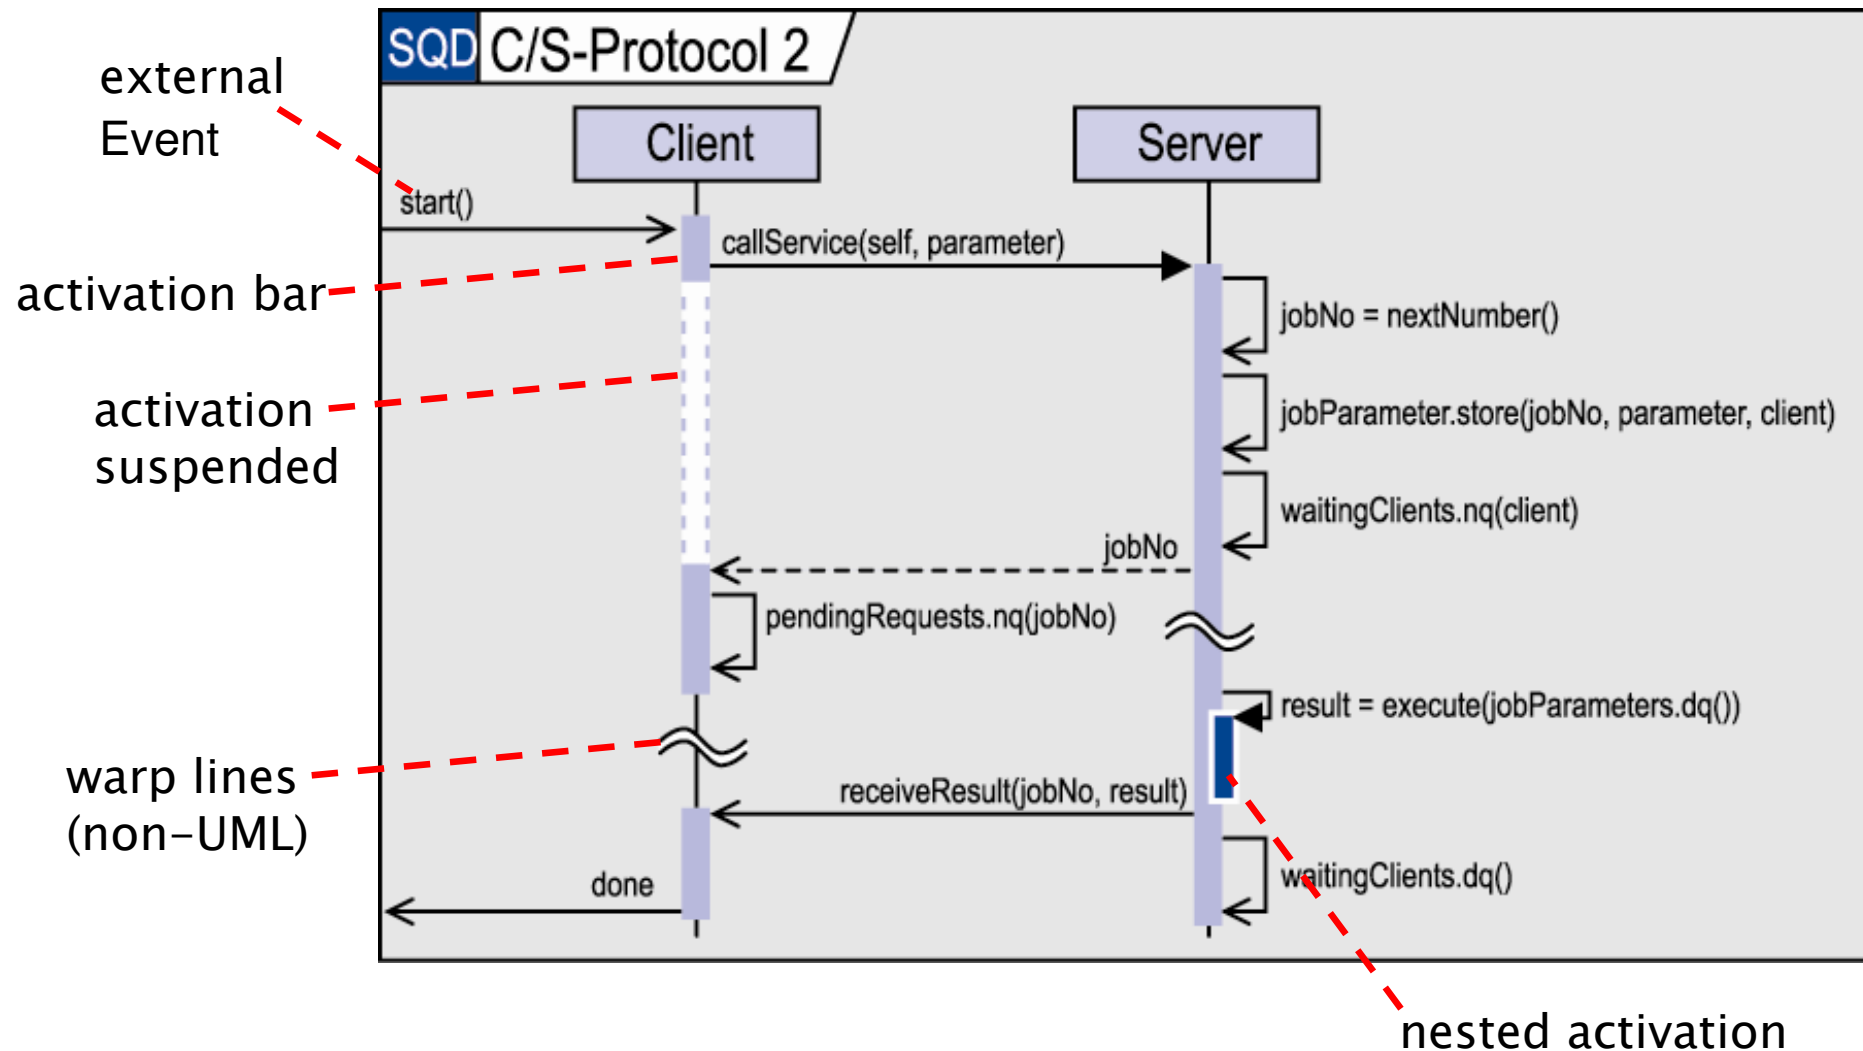 SQD C/S-Protocol 2
external
Event
Client
Server
start()
callService(self, parameter)
activation bar
jobNo = nextNumber()
activation
suspended
jobParameter.store(jobNo, parameter, client)
waitingClients.nq(client)
jobNo
pendingRequests.nq(jobNo)
result = execute(jobParameters.dq())
warp lines
(non-UML)
receiveResult(jobNo, result)
waitingClients.dq()
done
nested activation